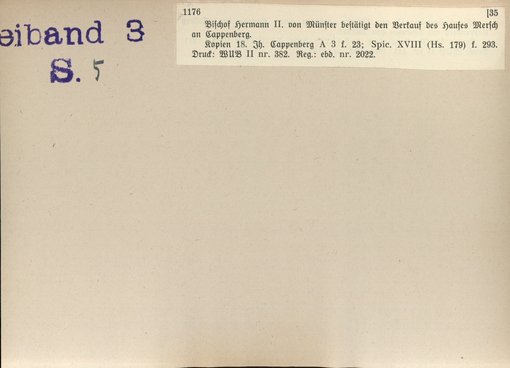 eiband 3
S. 5
1176 [35
Bischof Hermann II. von Münster bestätigt den Verkauf des Hauses Mersch
an Cappenberg.
Kopien 18. Jh. Cappenberg A 3 f. 23; Spic. XVIII (Hs. 179) f. 293.
Druck: WUB II nr. 382. Reg.: ebd. nr. 2022.